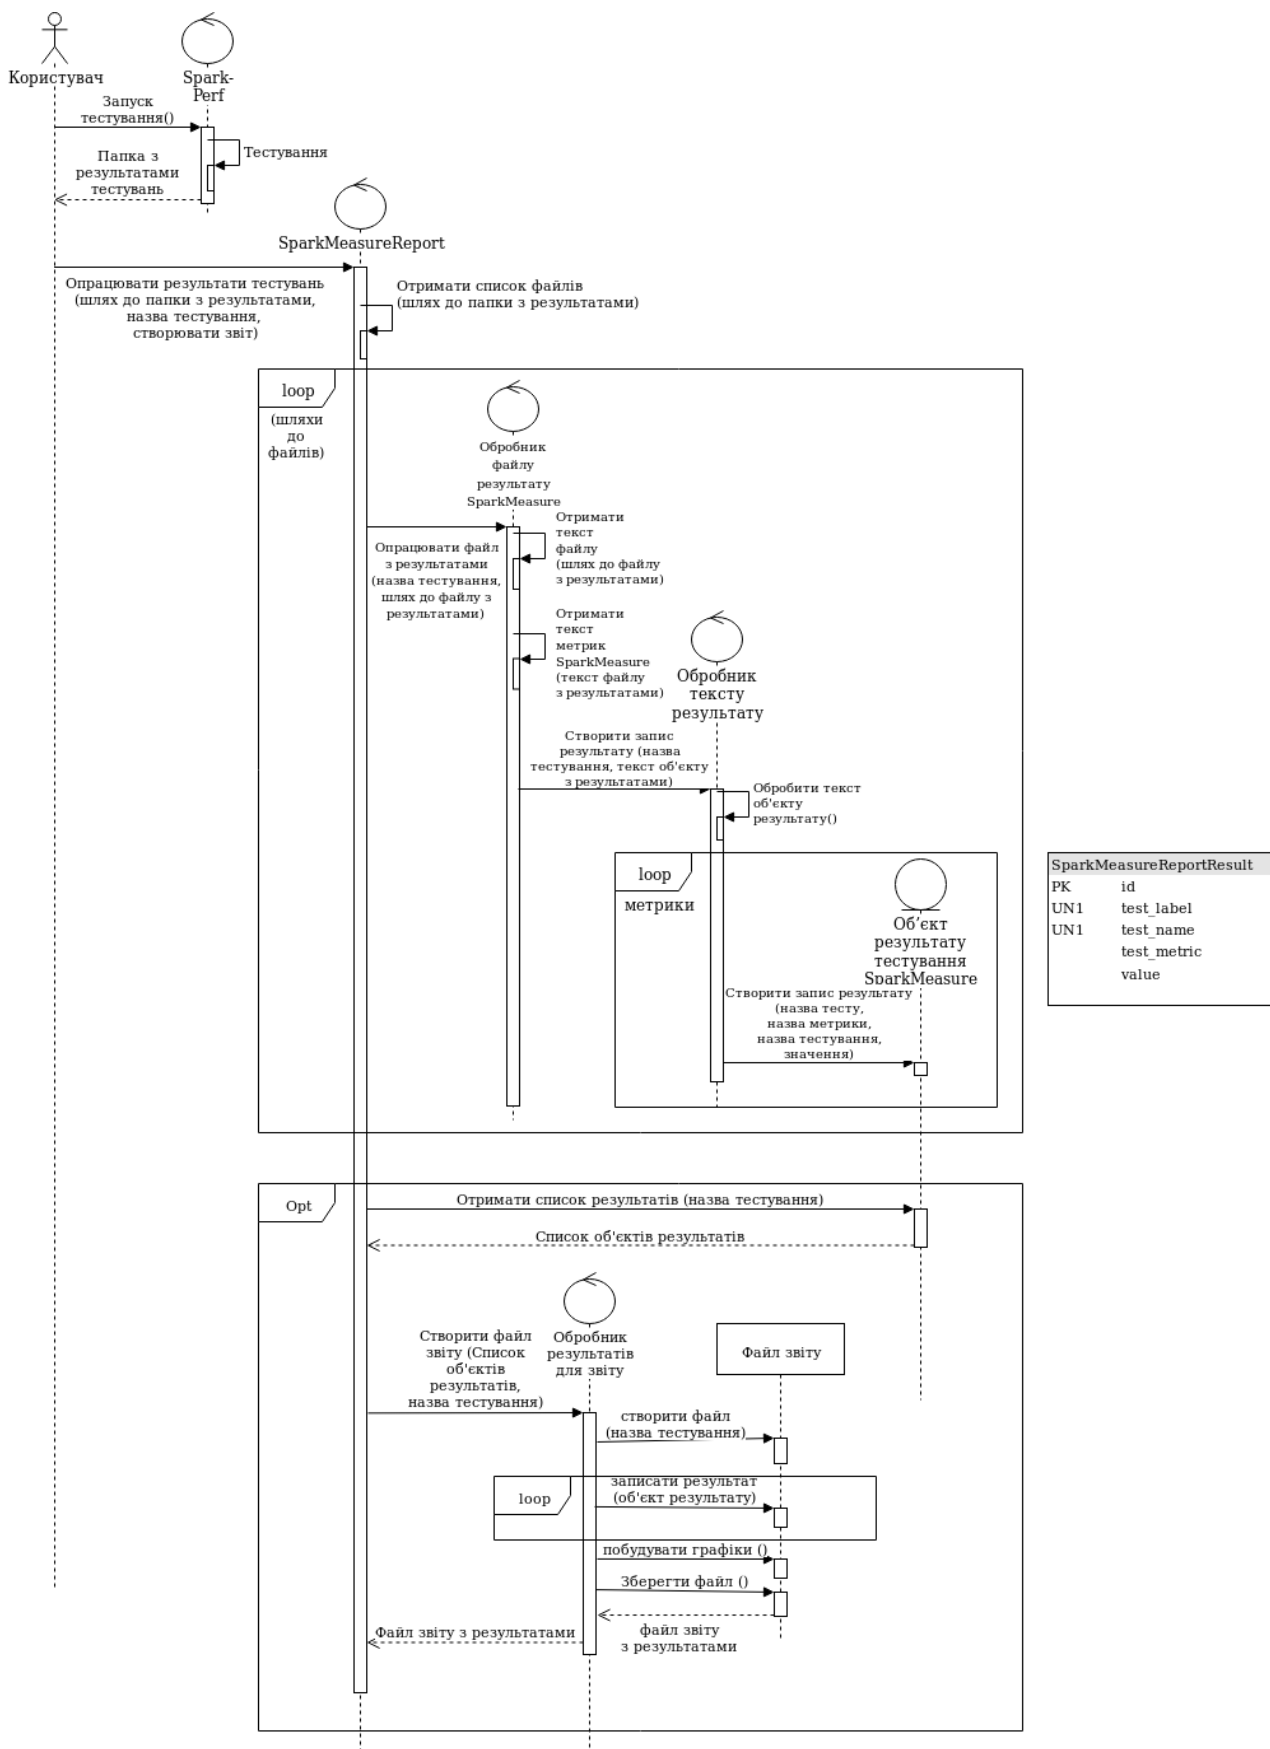 Користувач
Spark-
Perf
Запуск
тестування()
Тестування
Папка з
результатами
тестувань
SparkMeasureReport
Опрацювати результати тестувань
(шлях до папки з результатами,
назва тестування,
створювати звіт)
Отримати список файлів
(шлях до папки з результатами)
loop
(шляхи
до
файлів)
Обробник
файлу
результату
SparkMeasure
Отримати
текст
файлу
(шлях до файлу
з результатами)
Опрацювати файл
з результатами
(назва тестування,
шлях до файлу з
результатами)
Отримати
текст
метрик
SparkMeasure
(текст файлу
з результатами)
Обробник
тексту
результату
Створити запис
результату (назва
тестування, текст об'єкту
з результатами)
Обробити текст
об'єкту
результату()
loop
метрики
Об’єкт
результату
тестування
SparkMeasure
Створити запис результату
(назва тесту,
назва метрики,
назва тестування,
значення)
SparkMeasureReportResult
PK id
UN1 test_label
UN1 test_name
test_metric
value
Opt
Отримати список результатів (назва тестування)
Список об'єктів результатів
Створити файл
звіту (Список
об'єктів
результатів,
назва тестування)
Обробник
результатів
для звіту
Файл звіту
створити файл
(назва тестування)
loop
записати результат
(об'єкт результату)
побудувати графіки ()
Зберегти файл ()
файл звіту
з результатами
Файл звіту з результатами